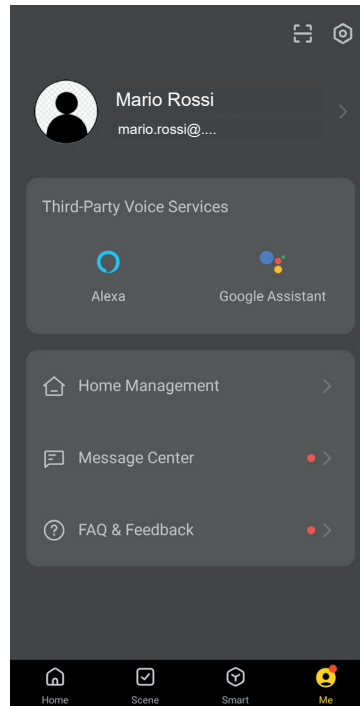 Mario Rossi
mario.rossi@....
Third-Party Voice Services
Alexa
Google Assistant
Home Management
Message Center
FAQ & Feedback
Home
Scene
Smart
Me